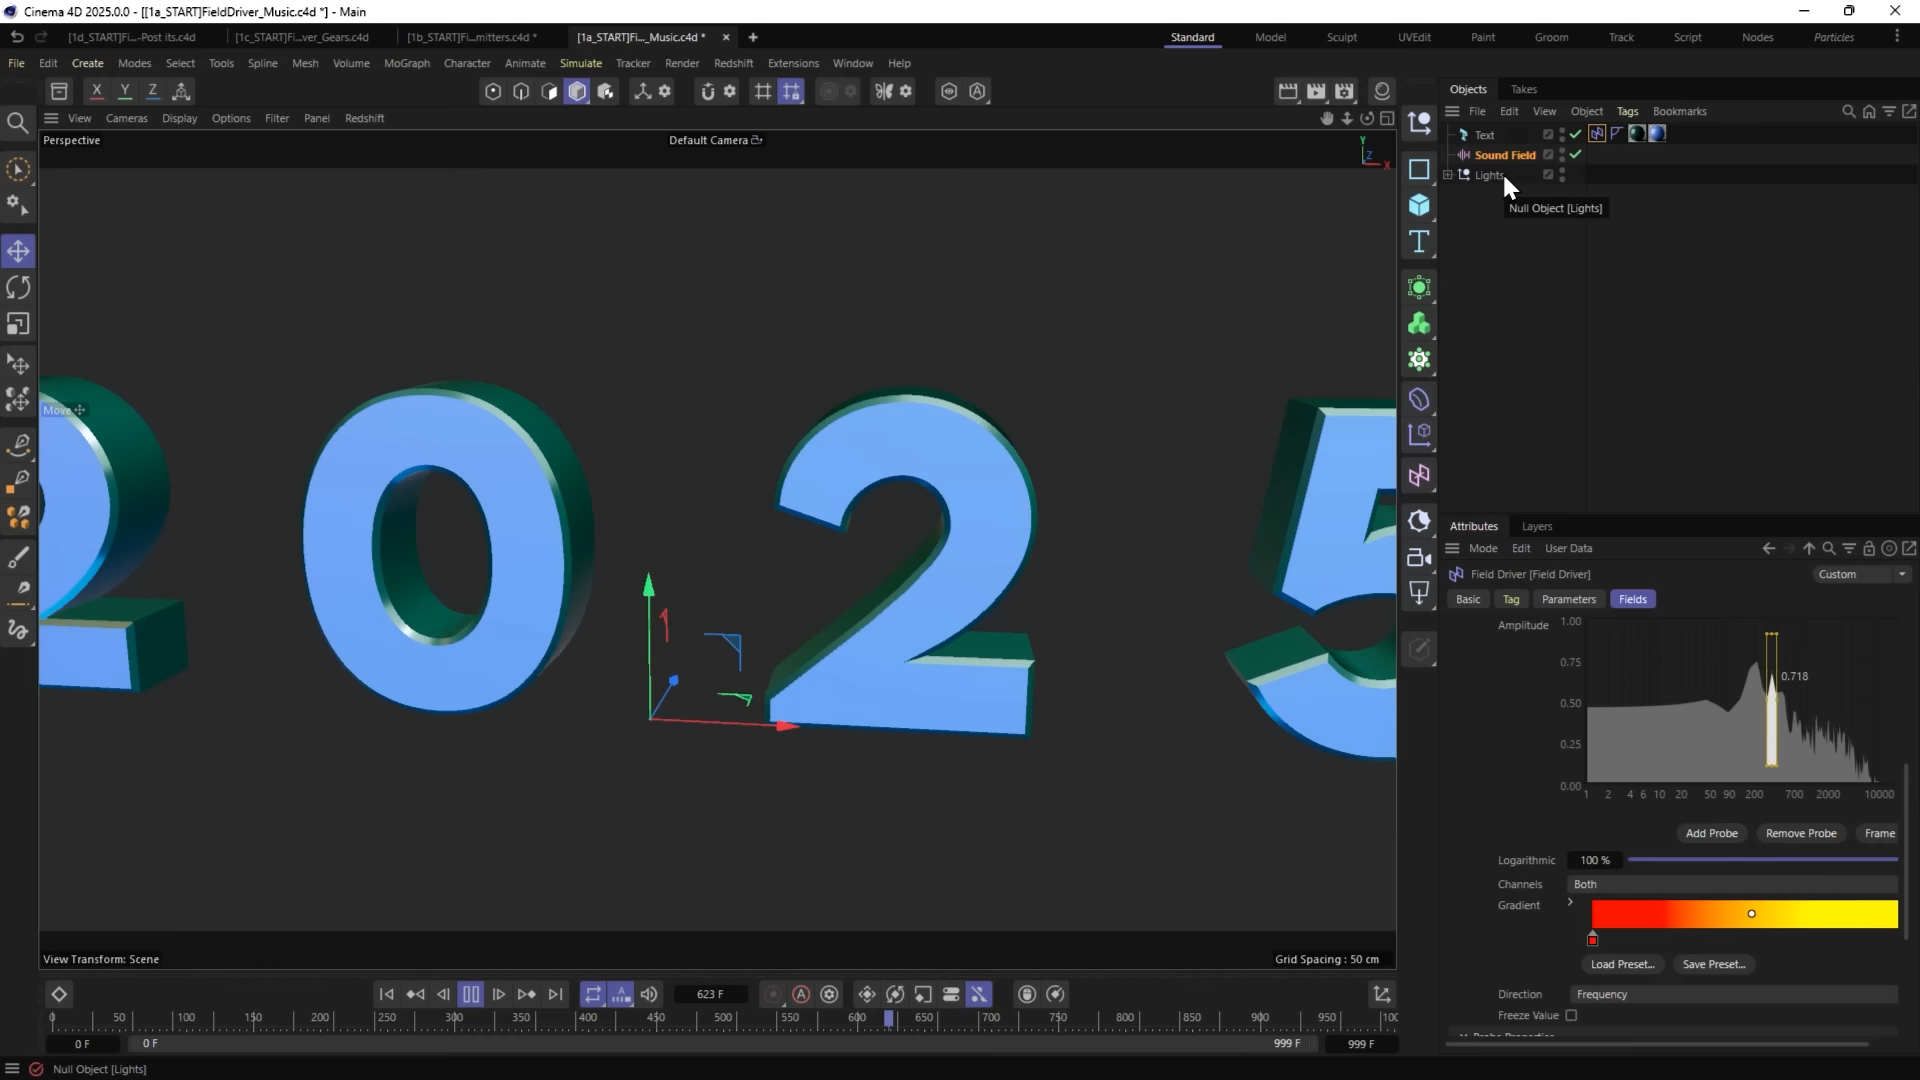 Cinema 4D 2025.0.0 - [[1a_START]FieldDriver_Music.c4d *] - Main
[1d_START]Fi...-Post its.c4d
[1c_START]Fi...ver_Gears.c4d
[1b_START]Fi...mitters.c4d *
[1a_START]Fi..._Music.c4d *
Standard
Model
Sculpt
UVEdit
Paint
Groom
Track
Script
Nodes
Particles
File Edit Create Modes Select Tools Spline Mesh Volume MoGraph Character Animate Simulate Tracker Render Redshift Extensions Window Help
X Y Z
Objects Takes
View Cameras Display Options Filter Panel Redshift
File Edit View Object Tags Bookmarks
Perspective
Default Camera
Y
Z
X
Text
Sound Field
Lights
Null Object [Lights]
Move
2 0 2 5
Attributes Layers
Mode Edit User Data
Field Driver [Field Driver]
Custom
Basic Tag Parameters Fields
Amplitude
1.00
0.75
0.718
0.50
0.25
0.00
1 2 4 6 10 20 50 90 200 700 2000 10000
Add Probe Remove Probe Frame
Logarithmic 100 %
Channels Both
Gradient
Load Preset... Save Preset...
Direction Frequency
Freeze Value
View Transform: Scene
Grid Spacing : 50 cm
623 F
0 50 100 150 200 250 300 350 400 450 500 550 600 650 700 750 800 850 900 950 100
0 F
0 F
999 F
999 F
Null Object [Lights]